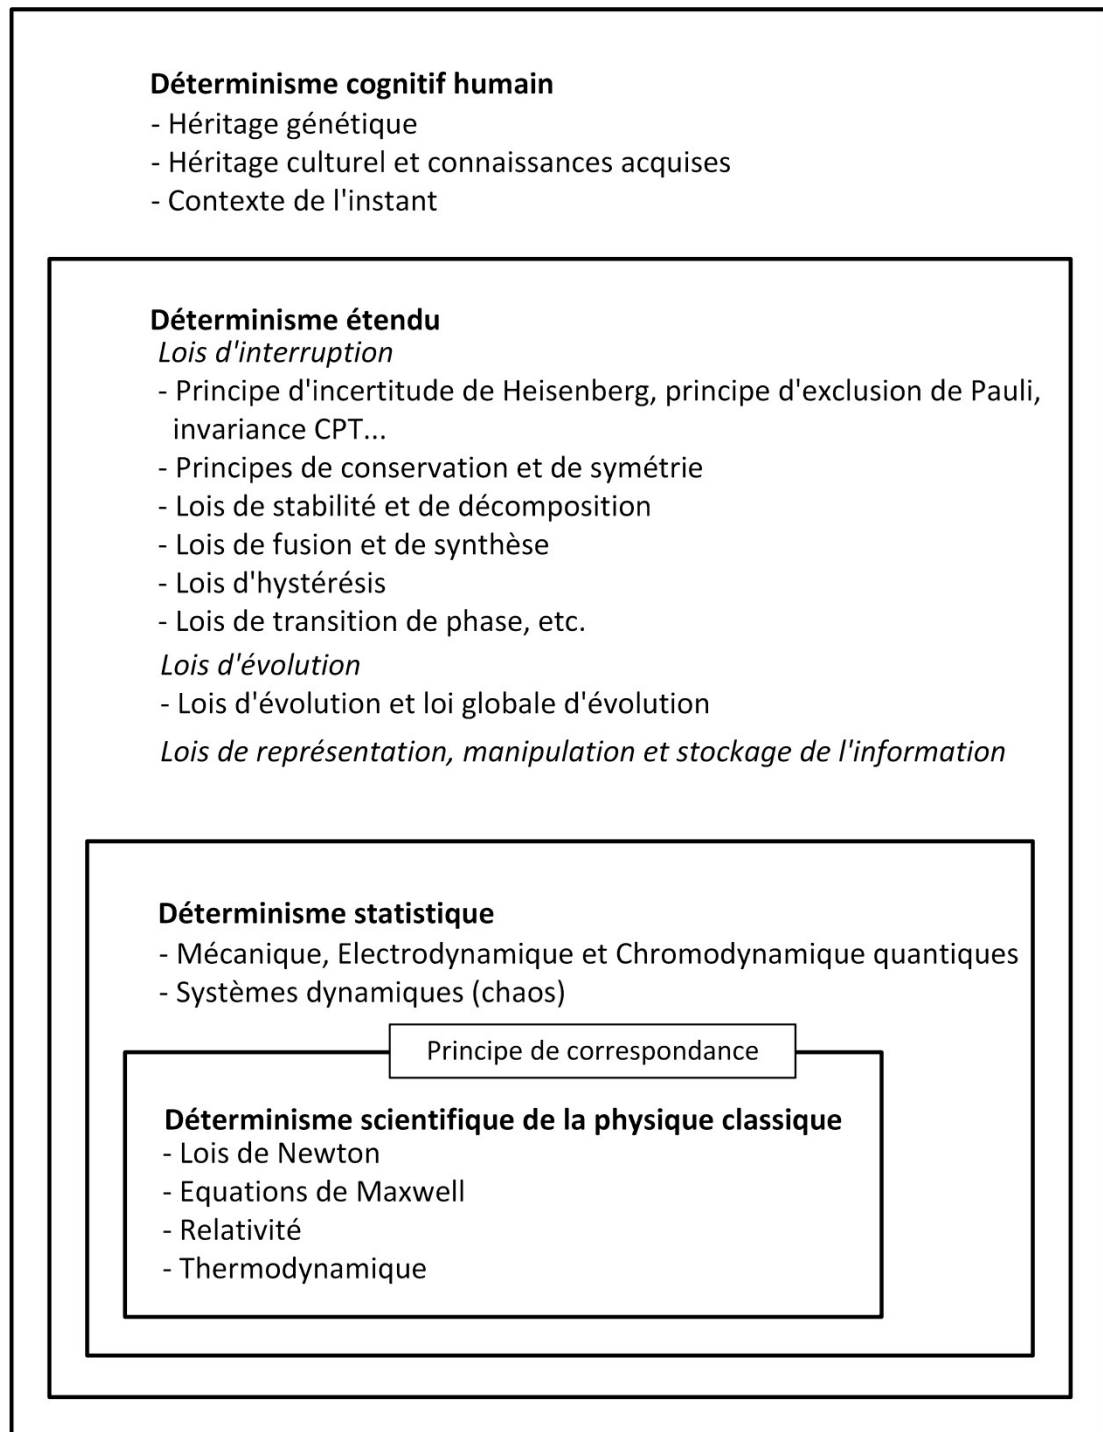 Déterminisme cognitif humain
- Héritage génétique
- Héritage culturel et connaissances acquises
- Contexte de l'instant
Déterminisme étendu
Lois d'interruption
- Principe d'incertitude de Heisenberg, principe d'exclusion de Pauli,
invariance CPT...
- Principes de conservation et de symétrie
- Lois de stabilité et de décomposition
- Lois de fusion et de synthèse
- Lois d'hystérésis
- Lois de transition de phase, etc.
Lois d'évolution
- Lois d'évolution et loi globale d'évolution
Lois de représentation, manipulation et stockage de l'information
Déterminisme statistique
- Mécanique, Electrodynamique et Chromodynamique quantiques
- Systèmes dynamiques (chaos)
Principe de correspondance
Déterminisme scientifique de la physique classique
- Lois de Newton
- Equations de Maxwell
- Relativité
- Thermodynamique